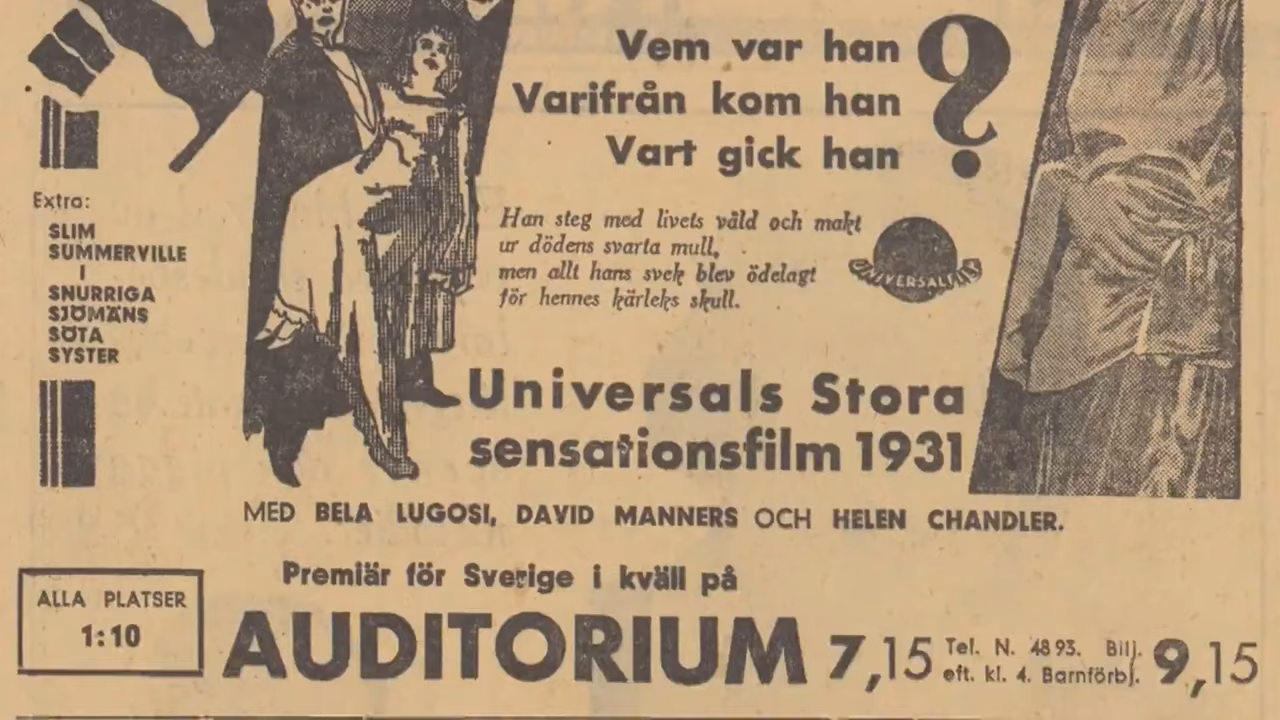 Vem var han
Varifrån kom han
Vart gick han
?
Extra:
SLIM
SUMMERVILLE
I
SNURRIGA
SJÖMÄNS
SÖTA
SYSTER
Han steg med livets våld och makt
ur dödens svarta mull,
men allt hans svek blev ödelagt
för hennes kärleks skull.
UNIVERSALFILM
Universals Stora
sensationsfilm 1931
MED BELA LUGOSI, DAVID MANNERS OCH HELEN CHANDLER.
Premiär för Sverige i kväll på
ALLA PLATSER
1:10
AUDITORIUM 7,15
Tel. N. 48 93. Bilj.
eft. kl. 4. Barnförbj.
9,15